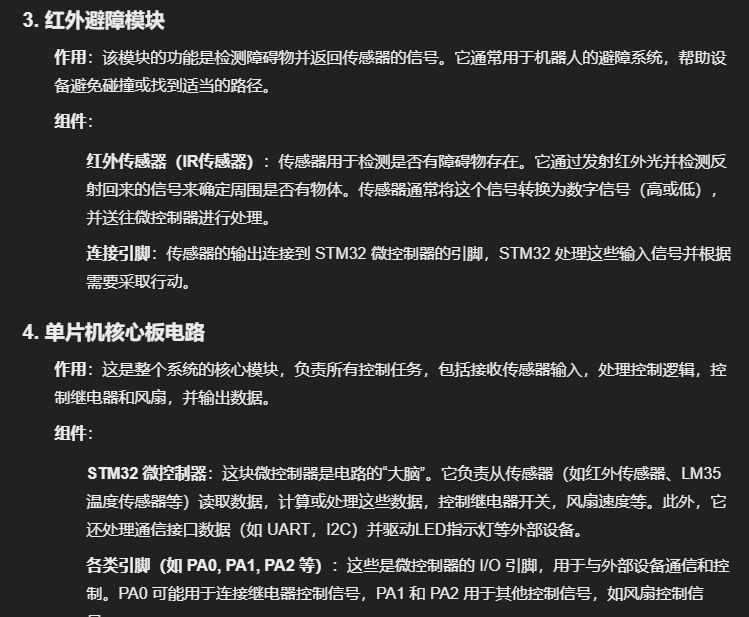 3. 红外避障模块
作用：该模块的功能是检测障碍物并返回传感器的信号。它通常用于机器人的避障系统，帮助设
备避免碰撞或找到适当的路径。
组件：
红外传感器（IR传感器）：传感器用于检测是否有障碍物存在。它通过发射红外光并检测反
射回来的信号来确定周围是否有物体。传感器通常将这个信号转换为数字信号（高或低），
并送往微控制器进行处理。
连接引脚：传感器的输出连接到 STM32 微控制器的引脚，STM32 处理这些输入信号并根据
需要采取行动。
4. 单片机核心板电路
作用：这是整个系统的核心模块，负责所有控制任务，包括接收传感器输入，处理控制逻辑，控
制继电器和风扇，并输出数据。
组件：
STM32 微控制器：这块微控制器是电路的“大脑”。它负责从传感器（如红外传感器、LM35
温度传感器等）读取数据，计算或处理这些数据，控制继电器开关，风扇速度等。此外，它
还处理通信接口数据（如 UART，I2C）并驱动LED指示灯等外部设备。
各类引脚（如 PA0, PA1, PA2 等）：这些是微控制器的 I/O 引脚，用于与外部设备通信和控
制。PA0 可能用于连接继电器控制信号，PA1 和 PA2 用于其他控制信号，如风扇控制信